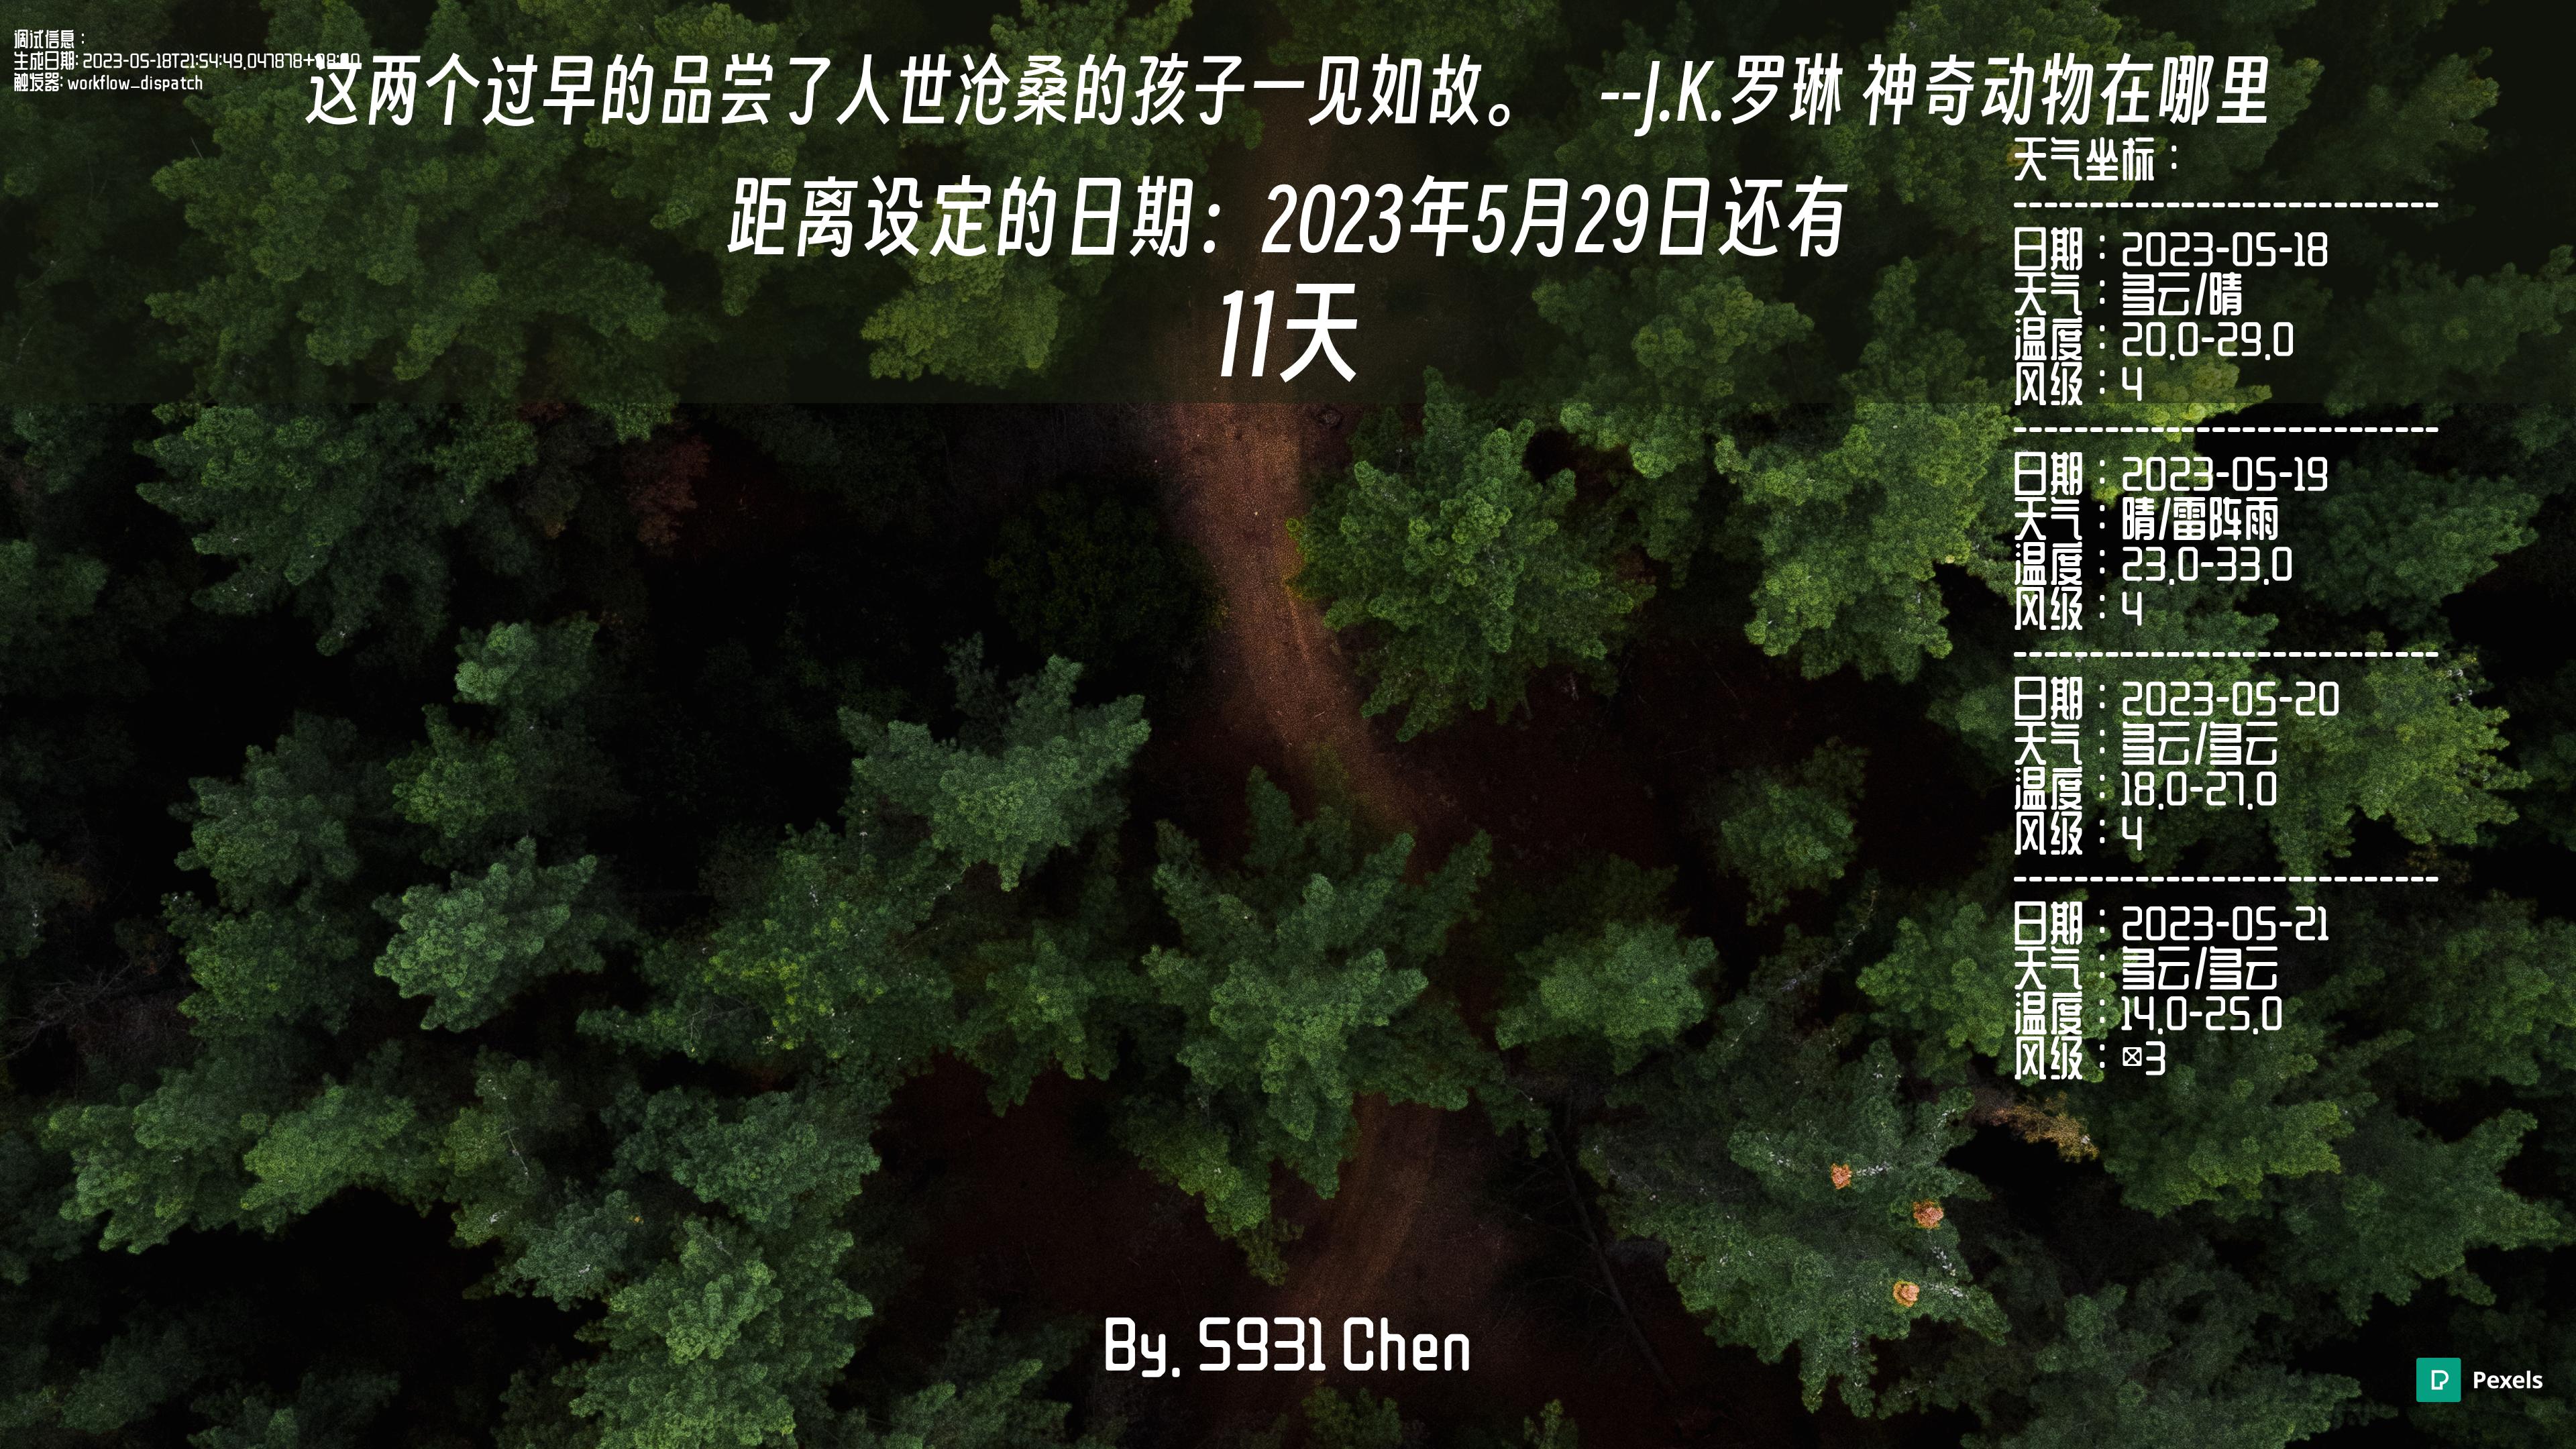 调试信息：
生成日期: 2023-05-18T21:54:49.047878+08:00
触发器: workflow_dispatch
这两个过早的品尝了人世沧桑的孩子一见如故。 --J.K.罗琳 神奇动物在哪里
距离设定的日期：2023年5月29日还有
11天
天气坐标：
----------------------------
日期：2023-05-18
天气：多云/晴
温度：20.0-29.0
风级：4
----------------------------
日期：2023-05-19
天气：晴/雷阵雨
温度：23.0-33.0
风级：4
----------------------------
日期：2023-05-20
天气：多云/多云
温度：18.0-27.0
风级：4
----------------------------
日期：2023-05-21
天气：多云/多云
温度：14.0-25.0
风级：☒3
By. S931 Chen
Pexels